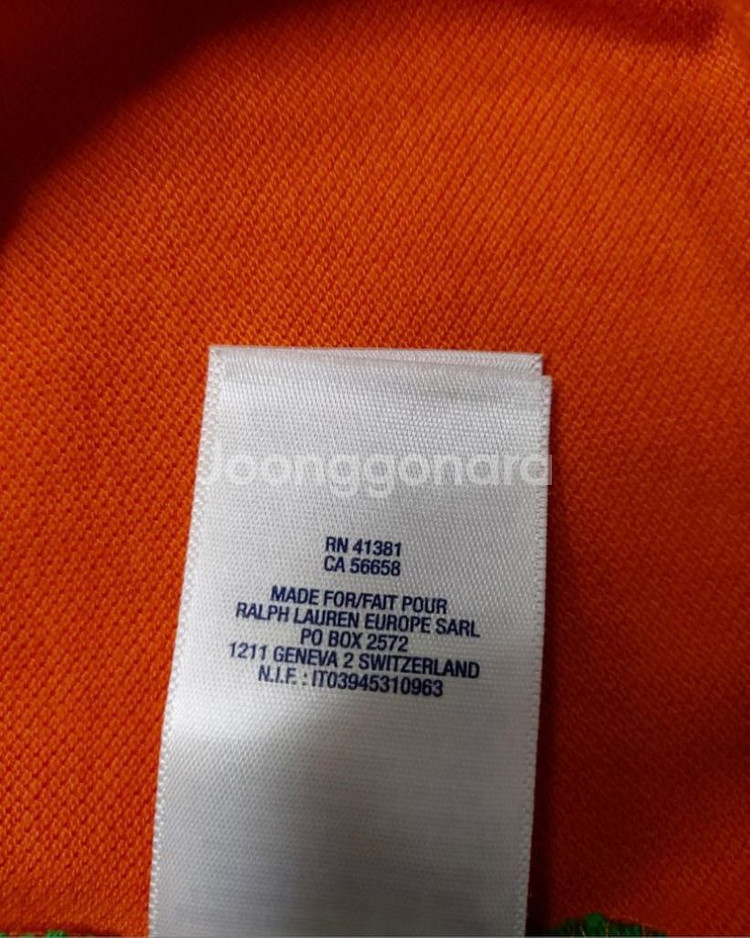 Joonggonara
RN 41381
CA 56658
MADE FOR/FAIT POUR
RALPH LAUREN EUROPE SARL
PO BOX 2572
1211 GENEVA 2 SWITZERLAND
N.I.F. : IT03945310963